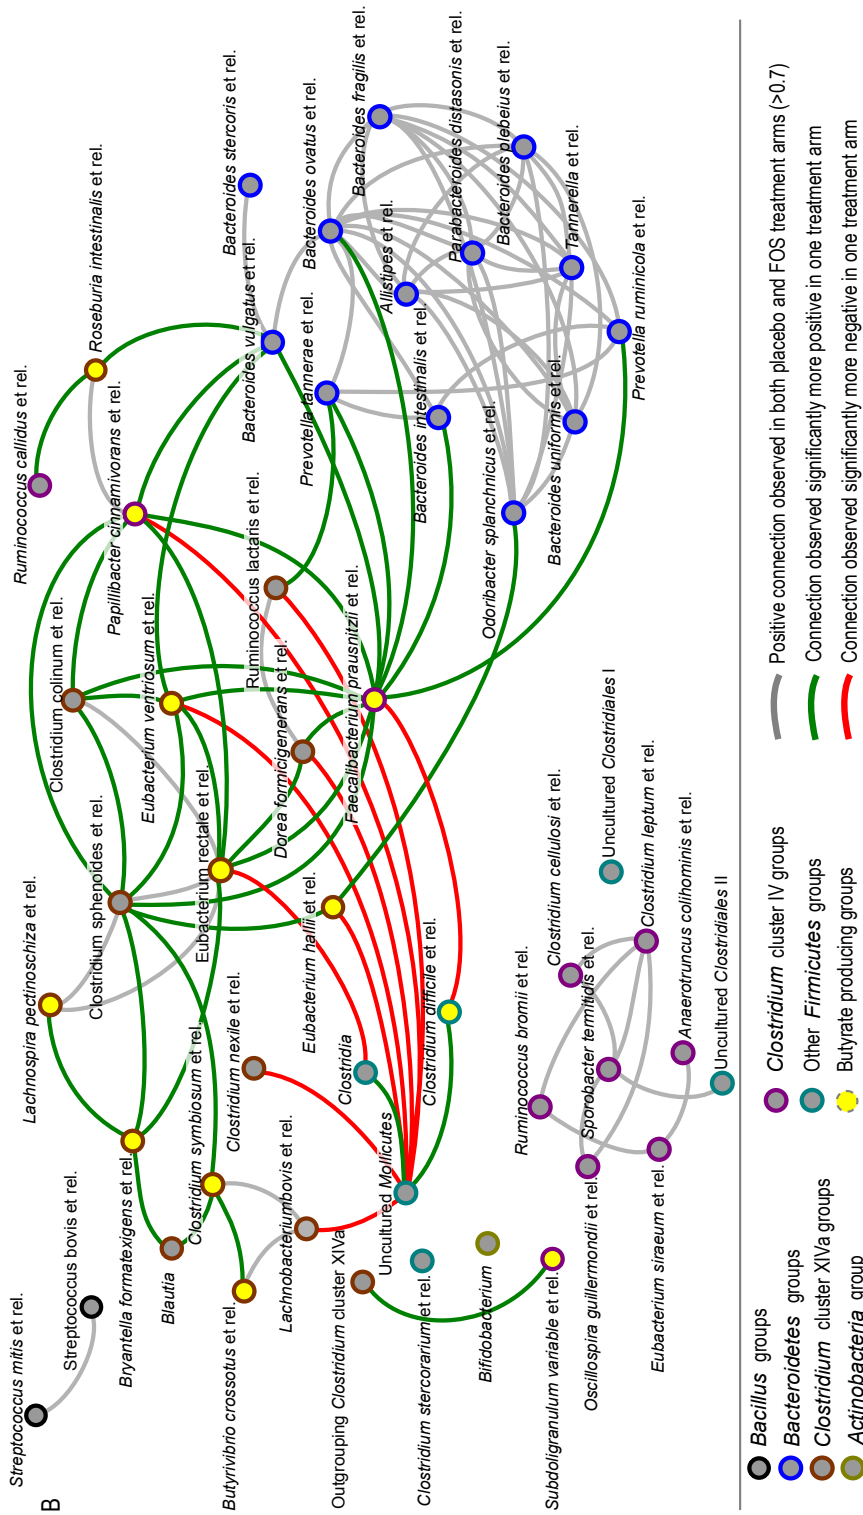 B
Streptococcus mitis et rel.
Streptococcus bovis et rel.
Lachnospira pectinoschiza et rel.
Clostridium sphenoides et rel.
Clostridium colinum et rel.
Ruminococcus callidus et rel.
Roseburia intestinalis et rel.
Papillibacter cinnamivorans et rel.
Bryantella formatexigens et rel.
Blautia
Eubacterium ventriosum et rel.
Eubacterium rectale et rel.
Clostridium symbiosum et rel.
Clostridium nexile et rel.
Bacteroides stercoris et rel.
Bacteroides vulgatus et rel.
Butyrivibrio crossotus et rel.
Lachnobacteriumbovis et rel.
Ruminococcus lactaris et rel.
Dorea formicigenerans et rel.
Eubacterium hallii et rel.
Prevotella tannerae et rel.
Bacteroides ovatus et rel.
Outgrouping Clostridium cluster XIVa
Uncultured Mollicutes
Clostridia
Faecalibacterium prausnitzii et rel.
Bacteroides fragilis et rel.
Allistipes et rel.
Bacteroides intestinalis et rel.
Clostridium stercorarium et rel.
Clostridium difficile et rel.
Parabacteroides distasonis et rel.
Bacteroides plebeius et rel.
Odoribacter splanchnicus et rel.
Bifidobacterium
Subdoligranulum variable et rel.
Ruminococcus bromii et rel.
Clostridium cellulosi et rel.
Bacteroides uniformis et rel.
Tannerella et rel.
Oscillospira guillermondii et rel.
Sporobacter termitidis et rel.
Uncultured Clostridiales I
Prevotella ruminicola et rel.
Eubacterium siraeum et rel.
Clostridium leptum et rel.
Anaerotruncus colihominis et rel.
Uncultured Clostridiales II
Bacillus groups
Bacteroidetes groups
Clostridium cluster XIVa groups
Actinobacteria group
Clostridium cluster IV groups
Other Firmicutes groups
Butyrate producing groups
Positive connection observed in both placebo and FOS treatment arms (>0.7)
Connection observed significantly more positive in one treatment arm
Connection observed significantly more negative in one treatment arm